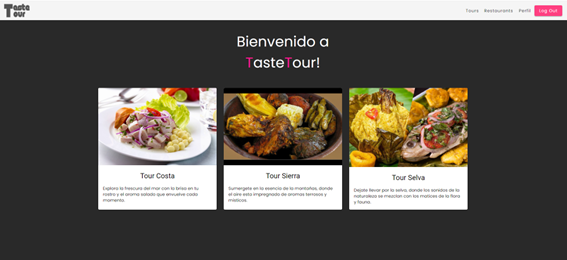 Taste
Tour
Tours
Restaurants
Perfil
Log Out
Bienvenido a
TasteTour!
Tour Costa
Explora la frescura del mar con la brisa en tu
rostro y el aroma salado que envuelve cada
momento.
Tour Sierra
Sumergete en la esencia de la montañas, donde
el aire esta impregnado de aromas terrosos y
misticos.
Tour Selva
Dejate llevar por la selva, donde los sonidos de la
naturaleza se mezclan con los matices de la flora
y fauna.